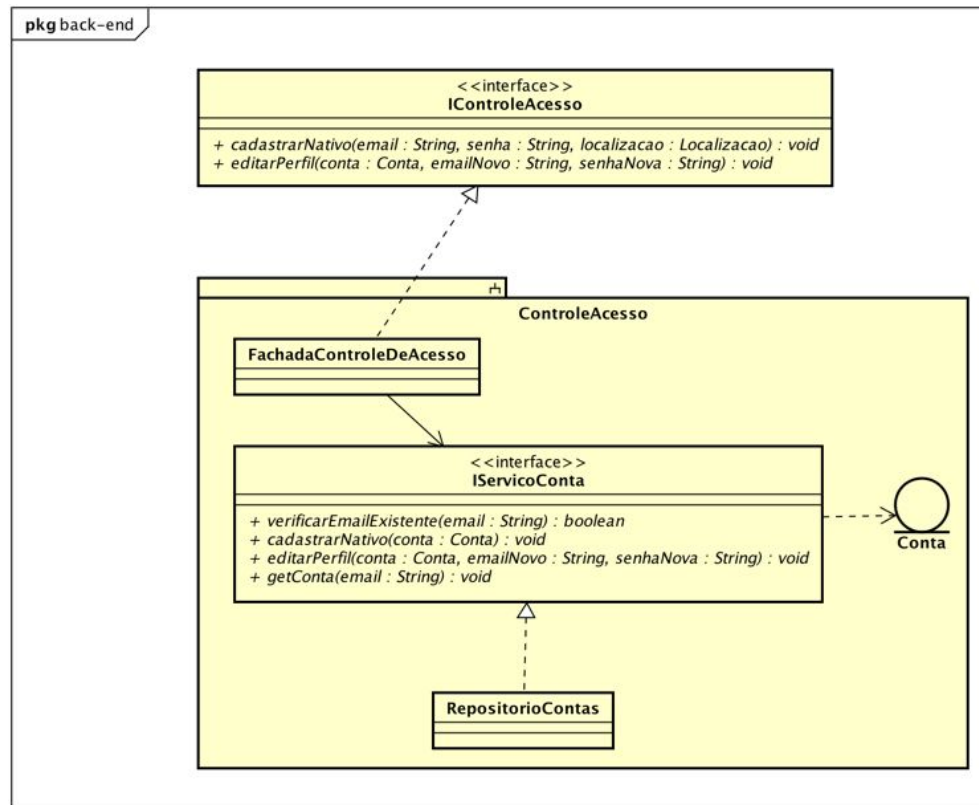 pkg back-end
<<interface>>
IControleAcesso
+ cadastrarNativo(email : String, senha : String, localizacao : Localizacao) : void
+ editarPerfil(conta : Conta, emailNovo : String, senhaNova : String) : void
ControleAcesso
FachadaControleDeAcesso
<<interface>>
IServicoConta
+ verificarEmailExistente(email : String) : boolean
+ cadastrarNativo(conta : Conta) : void
+ editarPerfil(conta : Conta, emailNovo : String, senhaNova : String) : void
+ getConta(email : String) : void
Conta
RepositorioContas